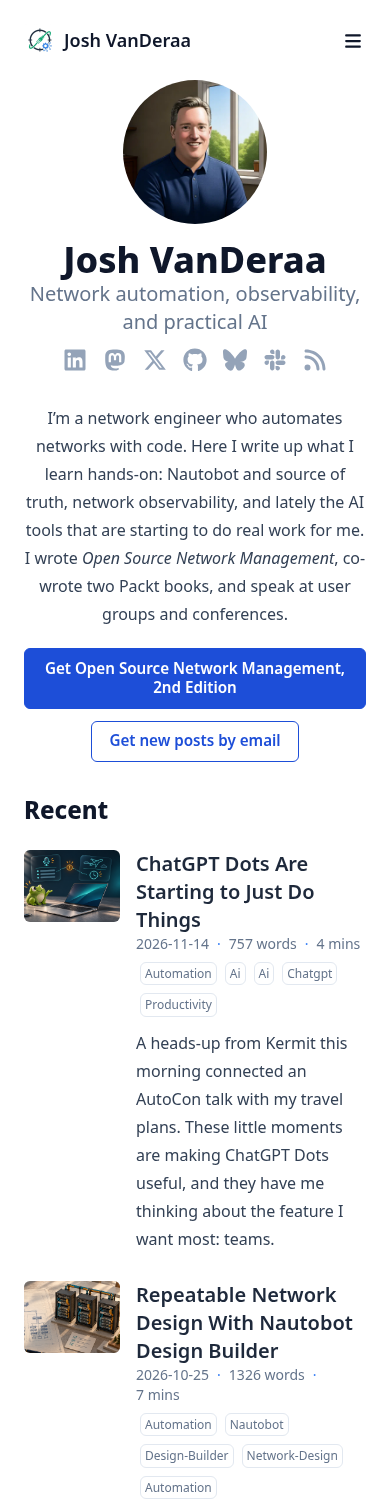 Josh VanDeraa
Josh VanDeraa
Network automation, observability,
and practical AI
I'm a network engineer who automates
networks with code. Here I write up what I
learn hands-on: Nautobot and source of
truth, network observability, and lately the AI
tools that are starting to do real work for me.
I wrote Open Source Network Management, co-
wrote two Packt books, and speak at user
groups and conferences.
Get Open Source Network Management,
2nd Edition
Get new posts by email
Recent
ChatGPT Dots Are
Starting to Just Do
Things
2026-11-14 · 757 words · 4 mins
Automation Ai Ai Chatgpt
Productivity
A heads-up from Kermit this
morning connected an
AutoCon talk with my travel
plans. These little moments
are making ChatGPT Dots
useful, and they have me
thinking about the feature I
want most: teams.
Repeatable Network
Design With Nautobot
Design Builder
2026-10-25 · 1326 words ·
7 mins
Automation Nautobot
Design-Builder Network-Design
Automation